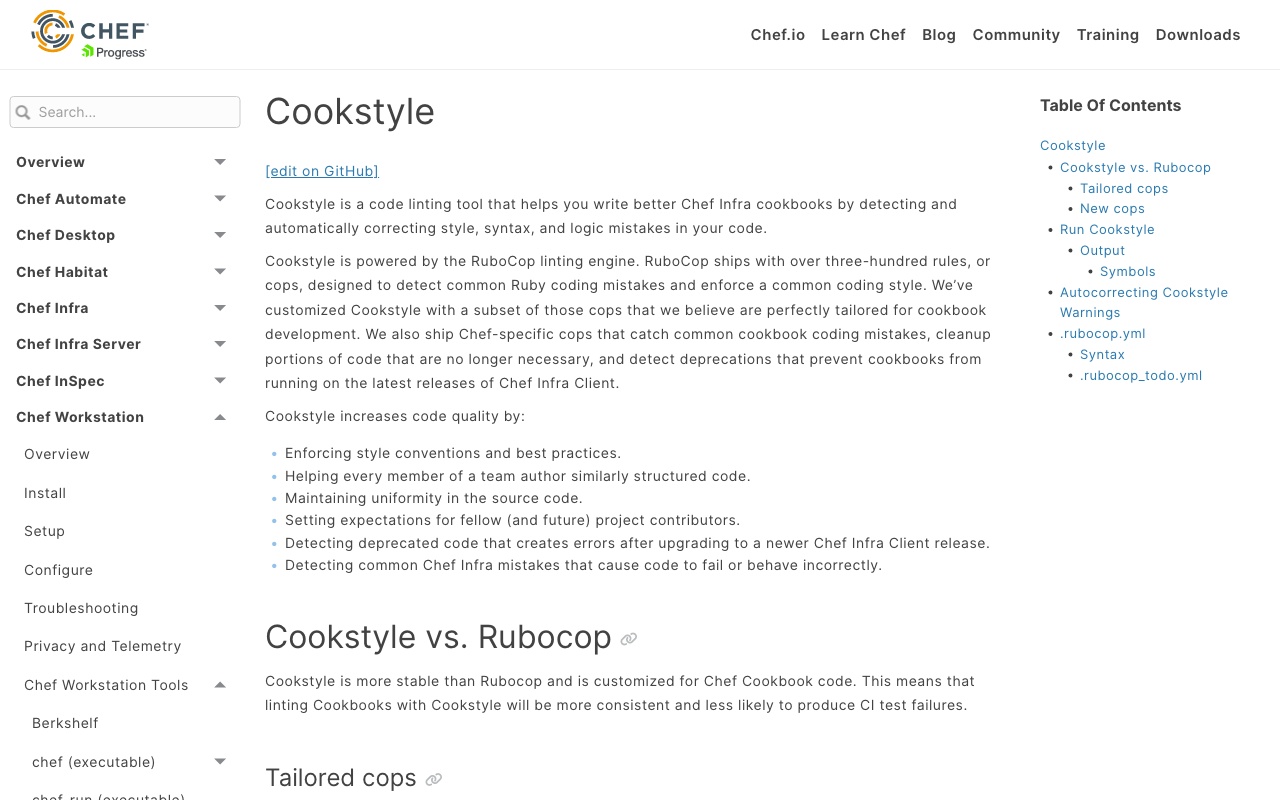 CHEF
Progress
Chef.io
Learn Chef
Blog
Community
Training
Downloads
Search...
Overview
Chef Automate
Chef Desktop
Chef Habitat
Chef Infra
Chef Infra Server
Chef InSpec
Chef Workstation
Overview
Install
Setup
Configure
Troubleshooting
Privacy and Telemetry
Chef Workstation Tools
Berkshelf
chef (executable)
chef-run (executable)
Cookstyle
[edit on GitHub]
Cookstyle is a code linting tool that helps you write better Chef Infra cookbooks by detecting and
automatically correcting style, syntax, and logic mistakes in your code.
Cookstyle is powered by the RuboCop linting engine. RuboCop ships with over three-hundred rules, or
cops, designed to detect common Ruby coding mistakes and enforce a common coding style. We’ve
customized Cookstyle with a subset of those cops that we believe are perfectly tailored for cookbook
development. We also ship Chef-specific cops that catch common cookbook coding mistakes, cleanup
portions of code that are no longer necessary, and detect deprecations that prevent cookbooks from
running on the latest releases of Chef Infra Client.
Cookstyle increases code quality by:
• Enforcing style conventions and best practices.
• Helping every member of a team author similarly structured code.
• Maintaining uniformity in the source code.
• Setting expectations for fellow (and future) project contributors.
• Detecting deprecated code that creates errors after upgrading to a newer Chef Infra Client release.
• Detecting common Chef Infra mistakes that cause code to fail or behave incorrectly.
Cookstyle vs. Rubocop
Cookstyle is more stable than Rubocop and is customized for Chef Cookbook code. This means that
linting Cookbooks with Cookstyle will be more consistent and less likely to produce CI test failures.
Tailored cops
Table Of Contents
Cookstyle
• Cookstyle vs. Rubocop
• Tailored cops
• New cops
• Run Cookstyle
• Output
• Symbols
• Autocorrecting Cookstyle
Warnings
• .rubocop.yml
• Syntax
• .rubocop_todo.yml